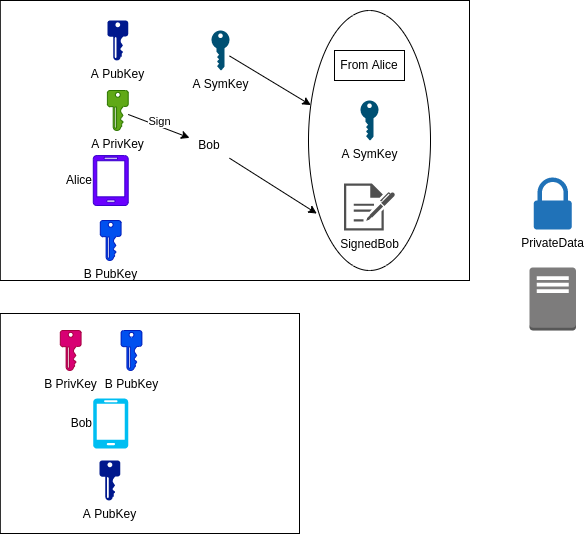 A PubKey
A SymKey
From Alice
A PrivKey
Sign
Bob
A SymKey
Alice
SignedBob
B PubKey
PrivateData
B PrivKey
B PubKey
Bob
A PubKey